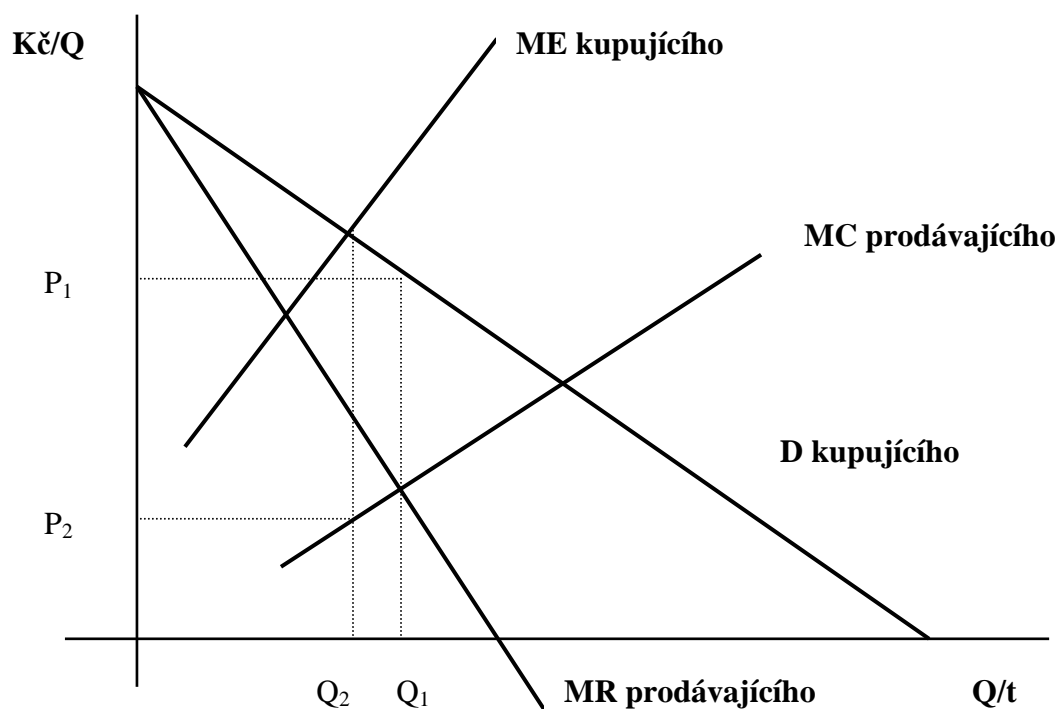 Kč/Q
ME kupujícího
MC prodávajícího
P₁
D kupujícího
P₂
Q₂
Q₁
MR prodávajícího
Q/t